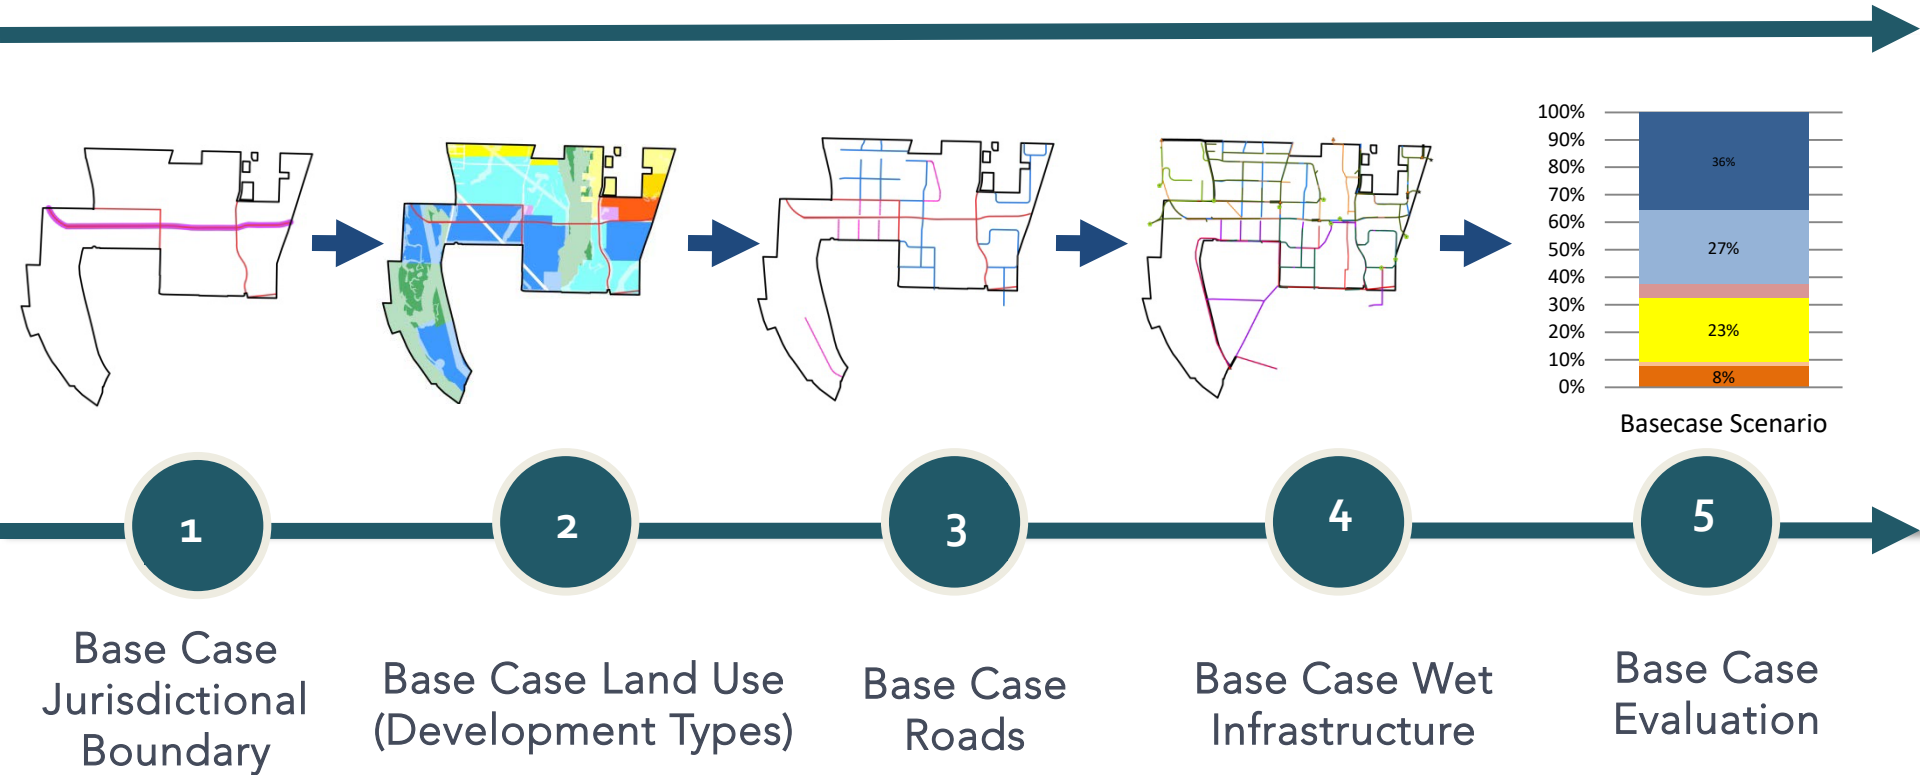 100%
90%
80%
70%
60%
50%
40%
30%
20%
10%
0%
36%
27%
23%
8%
Basecase Scenario
1
2
3
4
5
Base Case
Jurisdictional
Boundary
Base Case Land Use
(Development Types)
Base Case
Roads
Base Case Wet
Infrastructure
Base Case
Evaluation